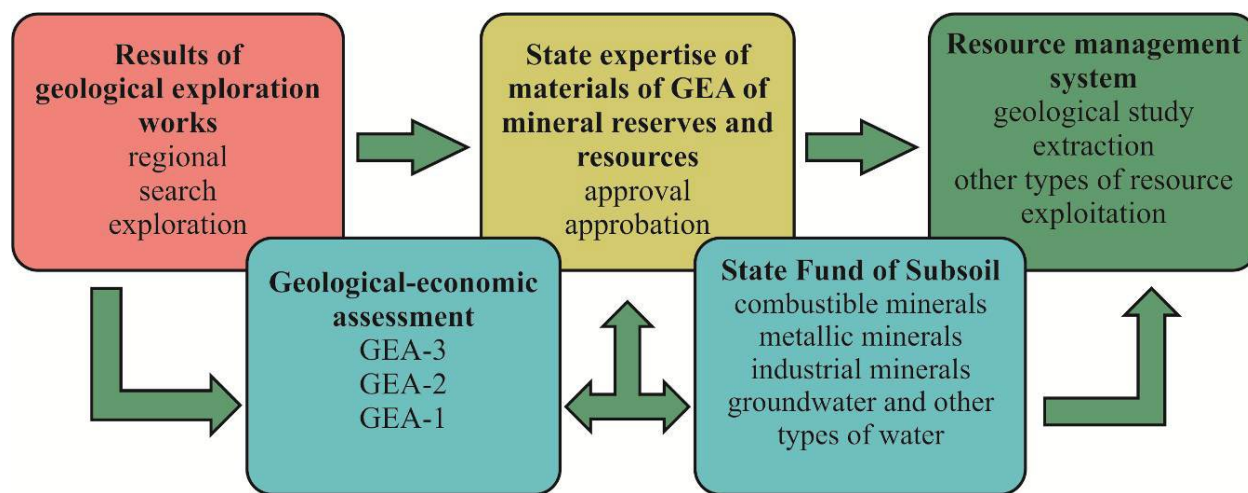 Results of
geological exploration
works
regional
search
exploration
State expertise of
materials of GEA of
mineral reserves and
resources
approval
approbation
Resource management
system
geological study
extraction
other types of resource
exploitation
Geological-economic
assessment
GEA-3
GEA-2
GEA-1
State Fund of Subsoil
combustible minerals
metallic minerals
industrial minerals
groundwater and other
types of water